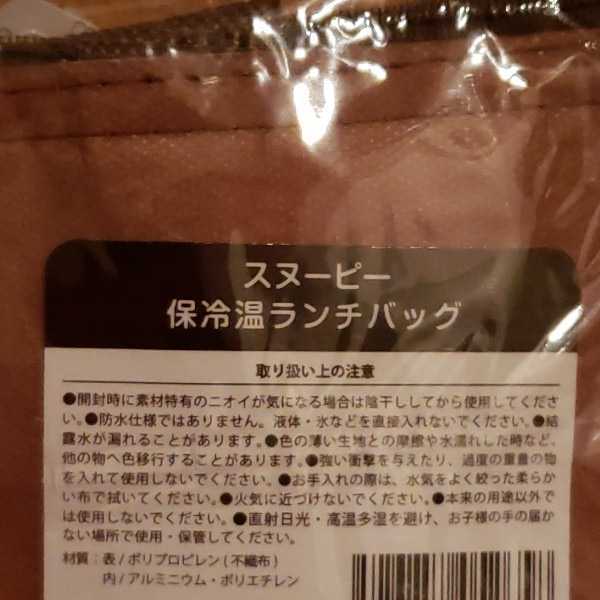 スヌーピー
保冷温ランチバッグ
取り扱い上の注意
●開封時に素材特有のニオイが気になる場合は陰干ししてから使用してくださ
い。●防水仕様ではありません。液体・氷などを直接入れないでください。●結
露水が漏れることがあります。●色の薄い生地との摩擦や水濡れした時など、
他の物へ色移行することがあります。●強い衝撃を与えたり、過度の重量の物
を入れて使用しないでください。●お手入れの際は、水気をよく絞った柔らか
い布で拭いてください。●火気に近づけないでください。●本来の用途以外で
は使用しないでください。●直射日光・高温多湿を避け、お子様の手の届か
ない場所で使用・保管してください。
材質：表/ポリプロピレン(不織布)
内/アルミニウム・ポリエチレン